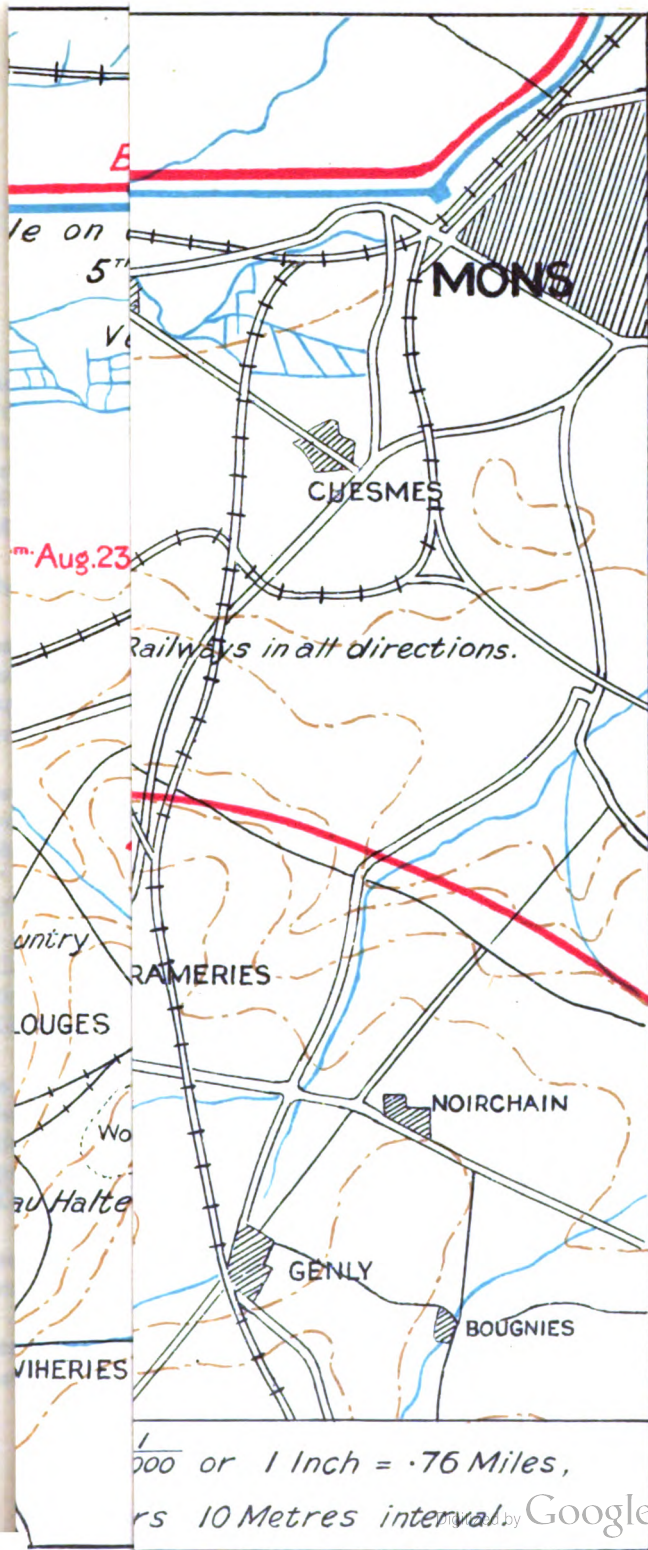 B
le on
5TH
MONS
CUESMES
m. Aug.23
Railways in all directions.
untry
RAMERIES
LOUGES
NOIRCHAIN
Wo
au Halte
GENLY
BOUGNIES
VIHERIES
1
000 or 1 Inch = .76 Miles,
rs 10 Metres interval.
Digitized by Google